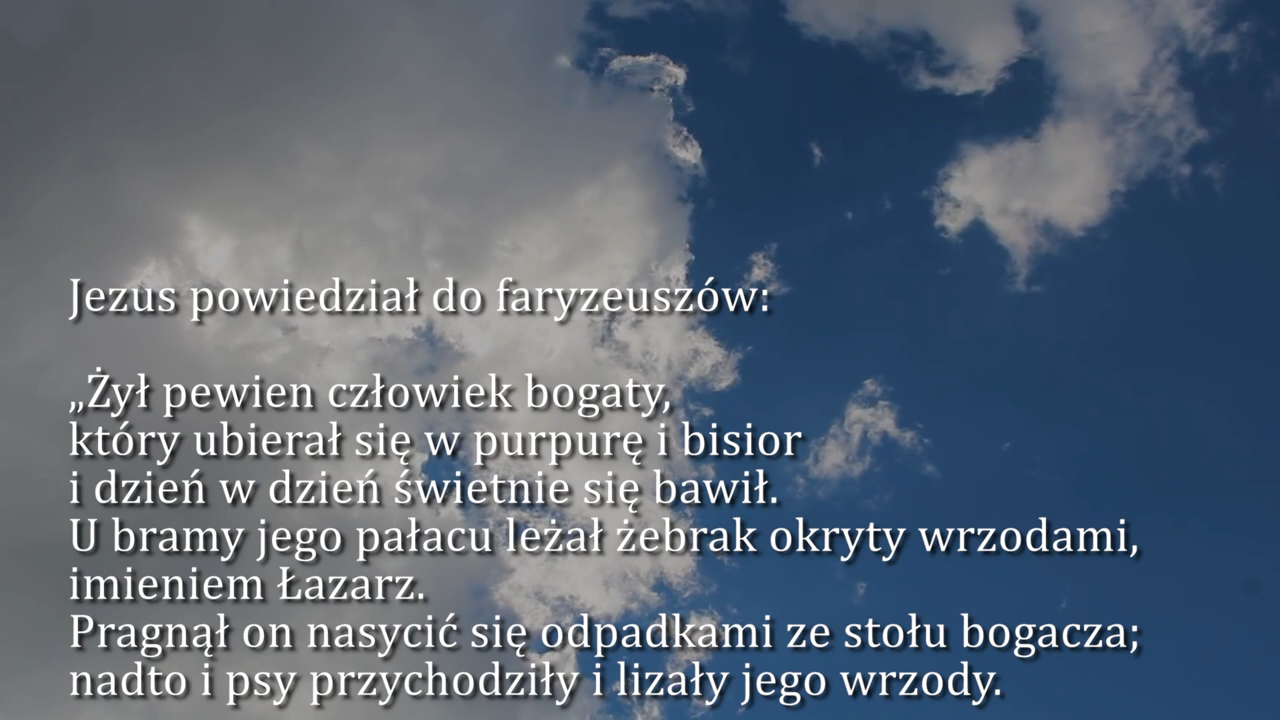 Jezus powiedział do faryzeuszów:
„Żył pewien człowiek bogaty,
który ubierał się w purpurę i bisior
i dzień w dzień świetnie się bawił.
U bramy jego pałacu leżał żebrak okryty wrzodami,
imieniem Łazarz.
Pragnął on nasycić się odpadkami ze stołu bogacza;
nadto i psy przychodziły i lizały jego wrzody.